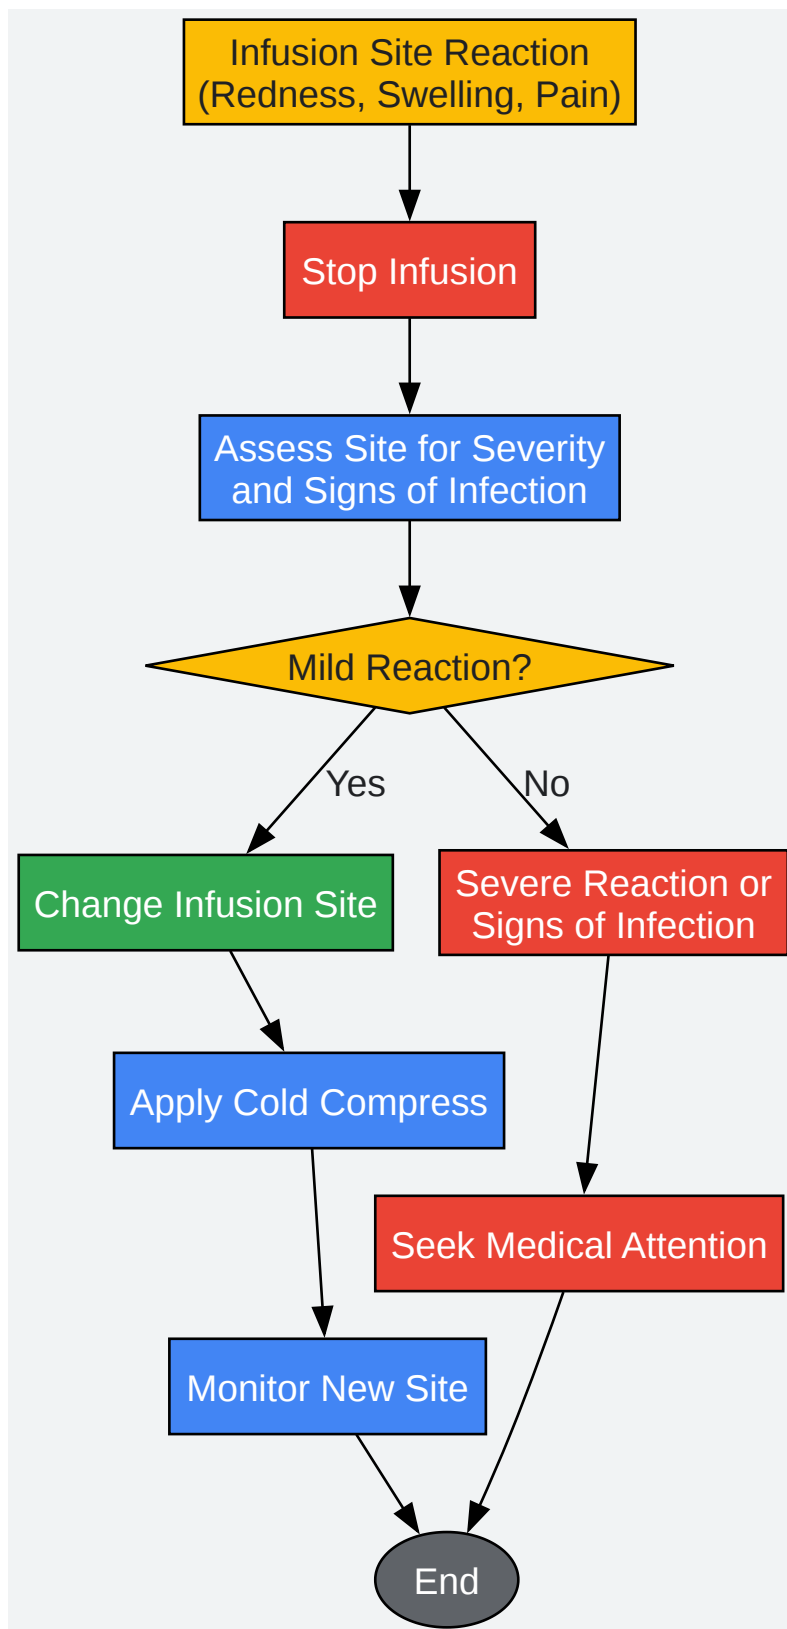 Infusion Site Reaction
(Redness, Swelling, Pain)
Stop Infusion
Assess Site for Severity
and Signs of Infection
Mild Reaction?
Yes
No
Change Infusion Site
Severe Reaction or
Signs of Infection
Apply Cold Compress
Seek Medical Attention
Monitor New Site
End